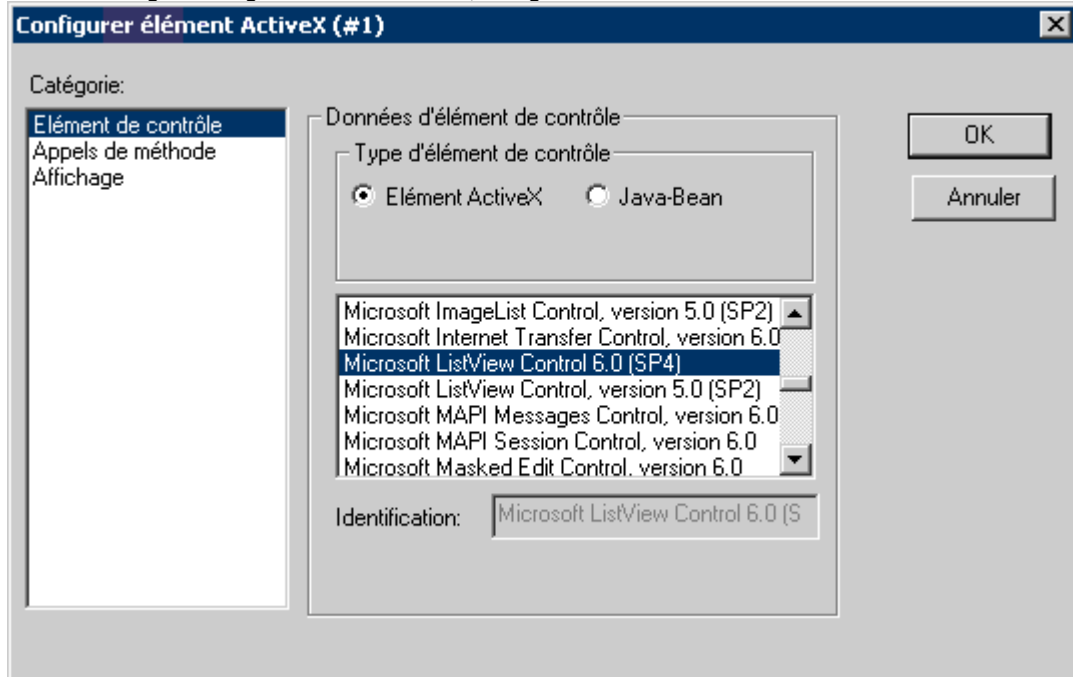 Configurer élément ActiveX (#1)
Catégorie:
Elément de contrôle
Appels de méthode
Affichage
Données d'élément de contrôle
Type d'élément de contrôle
Elément ActiveX
Java-Bean
OK
Annuler
Microsoft ImageList Control, version 5.0 (SP2)
Microsoft Internet Transfer Control, version 6.0
Microsoft ListView Control 6.0 (SP4)
Microsoft ListView Control, version 5.0 (SP2)
Microsoft MAPI Messages Control, version 6.0
Microsoft MAPI Session Control, version 6.0
Microsoft Masked Edit Control, version 6.0
Identification:
Microsoft ListView Control 6.0 (S